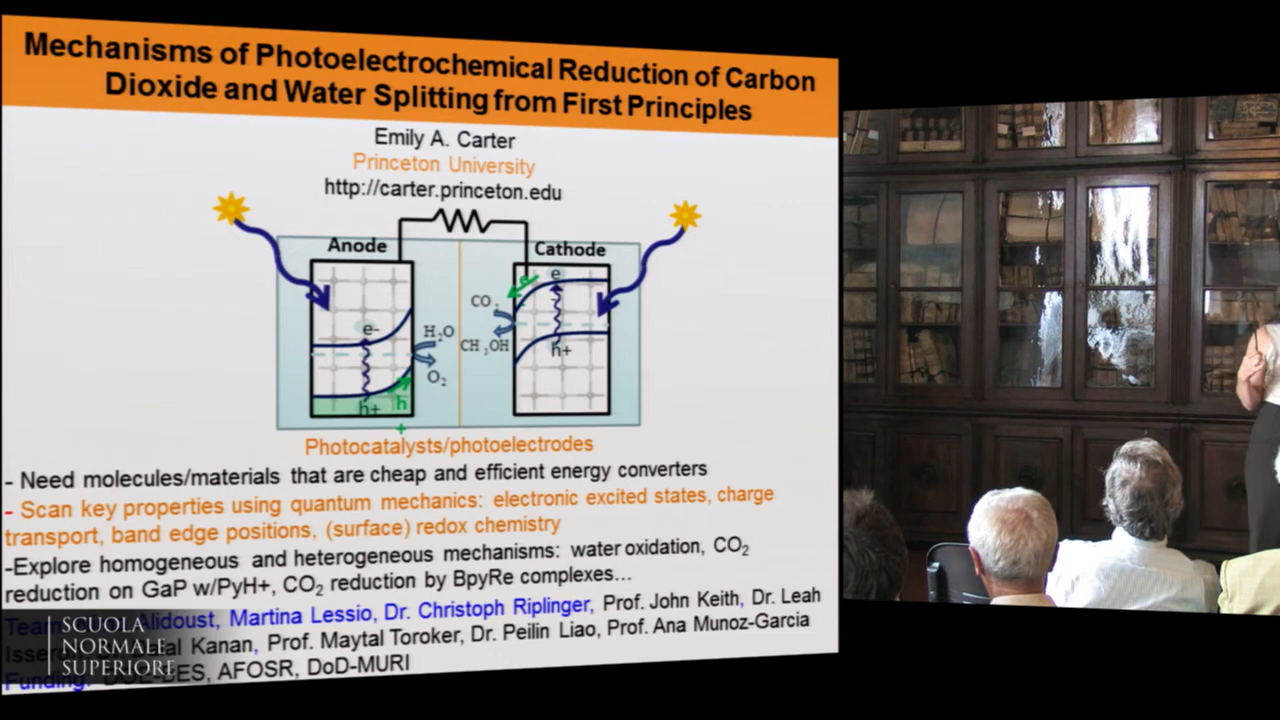 Mechanisms of Photoelectrochemical Reduction of Carbon
Dioxide and Water Splitting from First Principles
Emily A. Carter
Princeton University
http://carter.princeton.edu
Anode
Cathode
e-
h+
h
+
H₂O
O₂
CO₂
CH₃OH
e-
e
h+
Photocatalysts/photoelectrodes
- Need molecules/materials that are cheap and efficient energy converters
- Scan key properties using quantum mechanics: electronic excited states, charge
transport, band edge positions, (surface) redox chemistry
-Explore homogeneous and heterogeneous mechanisms: water oxidation, CO₂
reduction on GaP w/PyH+, CO₂ reduction by BpyRe complexes...
Alidoust, Martina Lessio, Dr. Christoph Riplinger, Prof. John Keith, Dr. Leah
Kanan, Prof. Maytal Toroker, Dr. Peilin Liao, Prof. Ana Munoz-Garcia
Funding: DOE-BES, AFOSR, DoD-MURI
SCUOLA
NORMALE
SUPERIORE